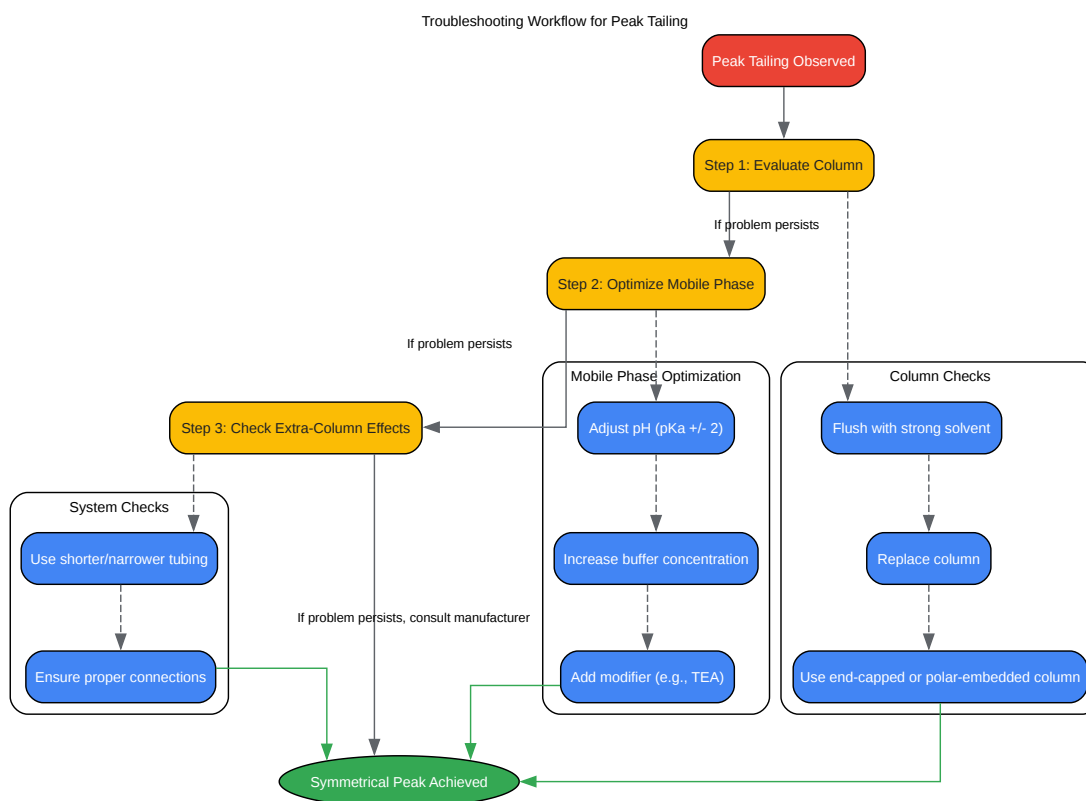 Troubleshooting Workflow for Peak Tailing
Peak Tailing Observed
Step 1: Evaluate Column
If problem persists
Step 2: Optimize Mobile Phase
If problem persists
Mobile Phase Optimization
Column Checks
Step 3: Check Extra-Column Effects
Adjust pH (pKa +/- 2)
Flush with strong solvent
System Checks
Use shorter/narrower tubing
Increase buffer concentration
Replace column
If problem persists, consult manufacturer
Ensure proper connections
Add modifier (e.g., TEA)
Use end-capped or polar-embedded column
Symmetrical Peak Achieved